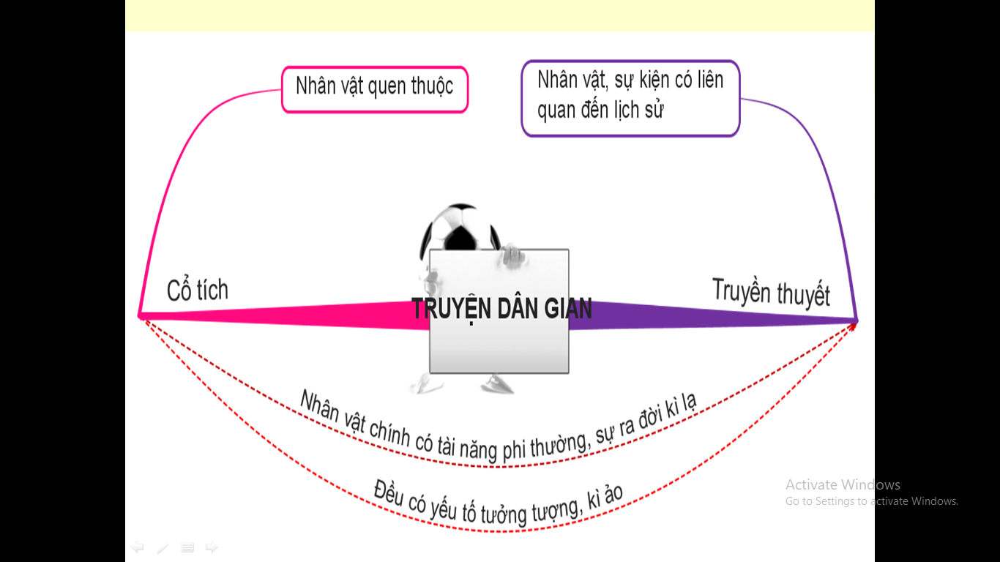 Nhân vật quen thuộc
Nhân vật, sự kiện có liên
quan đến lịch sử
Cổ tích
TRUYỆN DÂN GIAN
Truyền thuyết
Nhân vật chính có tài năng phi thường, sự ra đời kì lạ
Đều có yếu tố tưởng tượng, kì ảo
Activate Windows
Go to Settings to activate Windows.